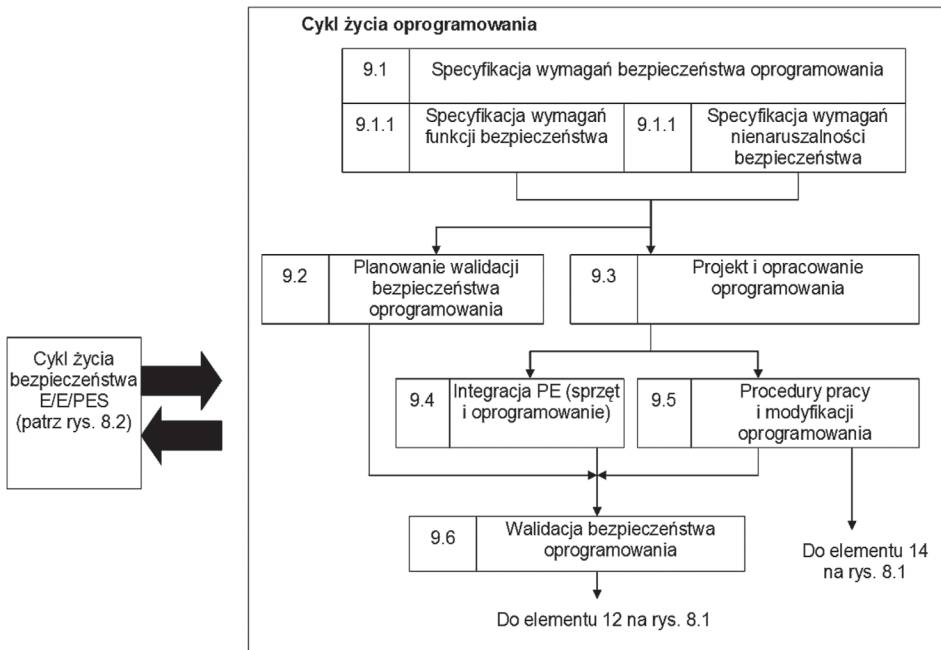 Cykl życia oprogramowania
9.1
Specyfikacja wymagań bezpieczeństwa oprogramowania
9.1.1
Specyfikacja wymagań
funkcji bezpieczeństwa
9.1.1
Specyfikacja wymagań
nienaruszalności
bezpieczeństwa
9.2
Planowanie walidacji
bezpieczeństwa
oprogramowania
9.3
Projekt i opracowanie
oprogramowania
Cykl życia
bezpieczeństwa
E/E/PES
(patrz rys. 8.2)
9.4
Integracja PE (sprzęt
i oprogramowanie)
9.5
Procedury pracy
i modyfikacji
oprogramowania
9.6
Walidacja bezpieczeństwa
oprogramowania
Do elementu 14
na rys. 8.1
Do elementu 12 na rys. 8.1